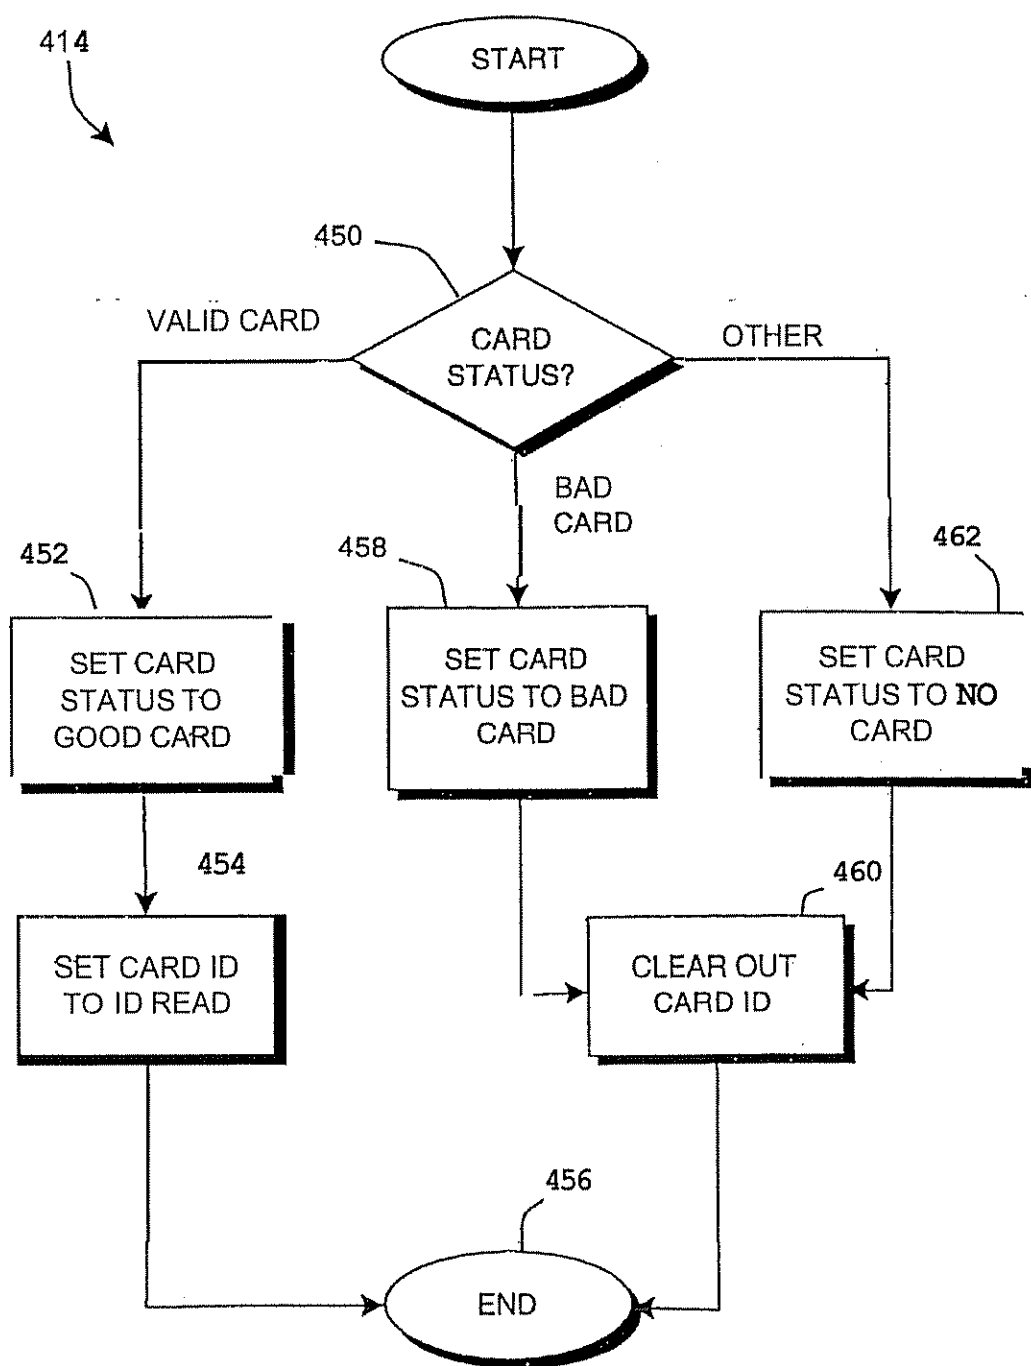 414
START
450
VALID CARD
CARD
STATUS?
OTHER
BAD
CARD
452
458
462
SET CARD
STATUS TO
GOOD CARD
SET CARD
STATUS TO BAD
CARD
SET CARD
STATUS TO NO
CARD
454
460
SET CARD ID
TO ID READ
CLEAR OUT
CARD ID
456
END